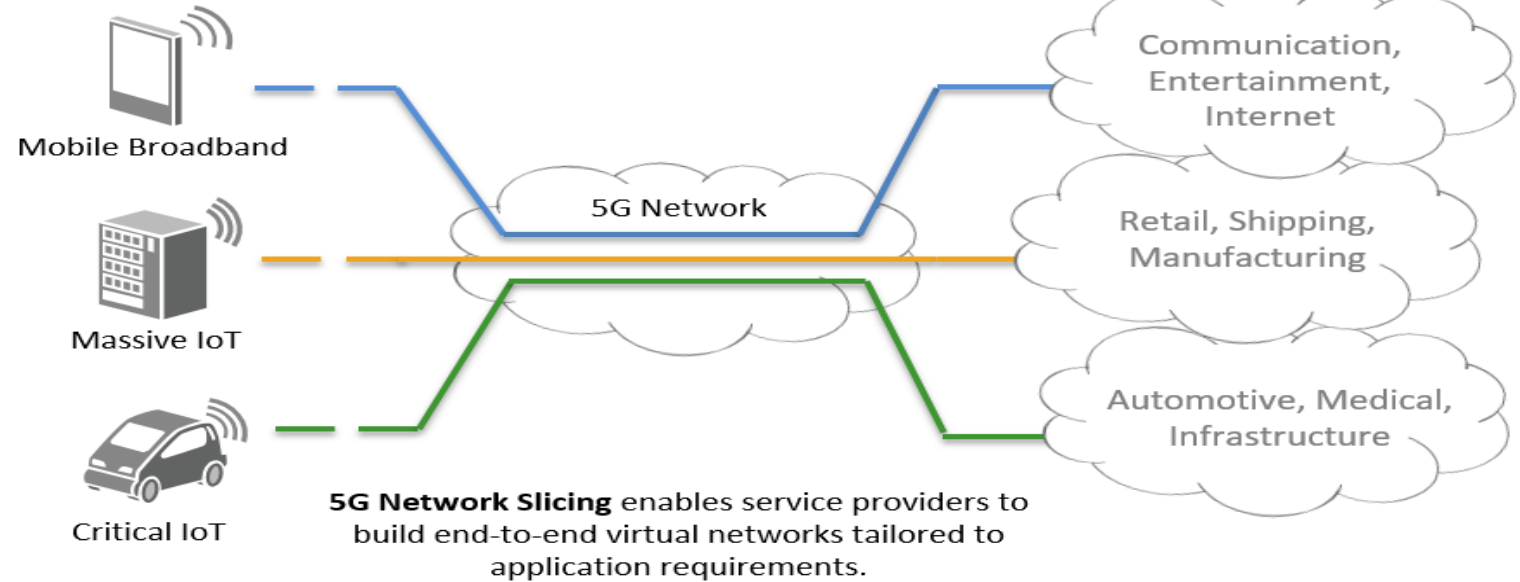 Mobile Broadband
Massive IoT
Critical IoT
5G Network
Communication,
Entertainment,
Internet
Retail, Shipping,
Manufacturing
Automotive, Medical,
Infrastructure
5G Network Slicing enables service providers to
build end-to-end virtual networks tailored to
application requirements.